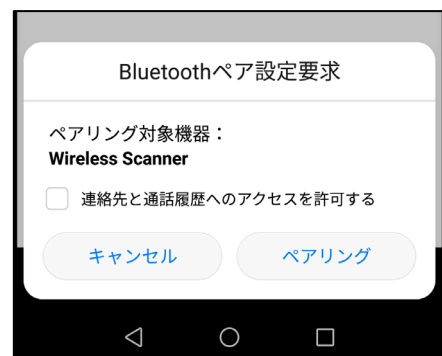 Bluetoothペア設定要求
ペアリング対象機器：
Wireless Scanner
連絡先と通話履歴へのアクセスを許可する
キャンセル
ペアリング